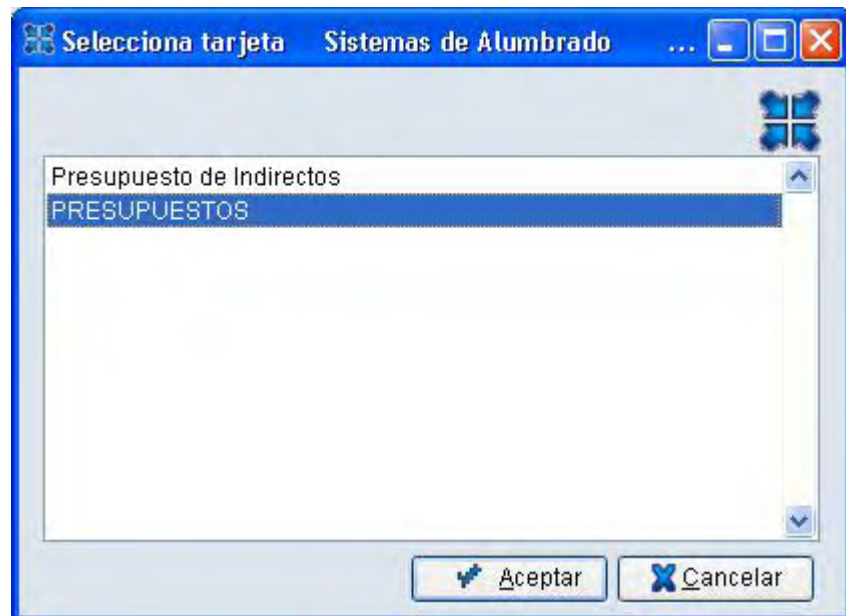 Selecciona tarjeta Sistemas de Alumbrado ...
Presupuesto de Indirectos
PRESUPUESTOS
Aceptar Cancelar